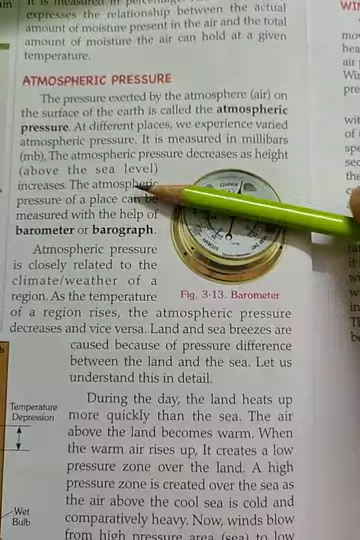 It is measured in percentage.
expresses the relationship between the actual
amount of moisture present in the air and the total
amount of moisture the air can hold at a given
temperature.
ATMOSPHERIC PRESSURE
The pressure exerted by the atmosphere (air) on
the surface of the earth is called the atmospheric
pressure. At different places, we experience varied
atmospheric pressure. It is measured in millibars
(mb). The atmospheric pressure decreases as height
(above the sea level)
increases. The atmospheric
pressure of a place can be
measured with the help of
barometer or barograph.
CHANGE
STORMY
Fig. 3-13. Barometer
Atmospheric pressure
is closely related to the
climate/weather of a
region. As the temperature
of a region rises, the atmospheric pressure
decreases and vice versa. Land and sea breezes are
caused because of pressure difference
between the land and the sea. Let us
understand this in detail.
During the day, the land heats up
more quickly than the sea. The air
above the land becomes warm. When
the warm air rises up, It creates a low
pressure zone over the land. A high
pressure zone is created over the sea as
the air above the cool sea is cold and
comparatively heavy. Now, winds blow
from high pressure area (sea) to low
Temperature
Depression
Wet
Bulb
WIN